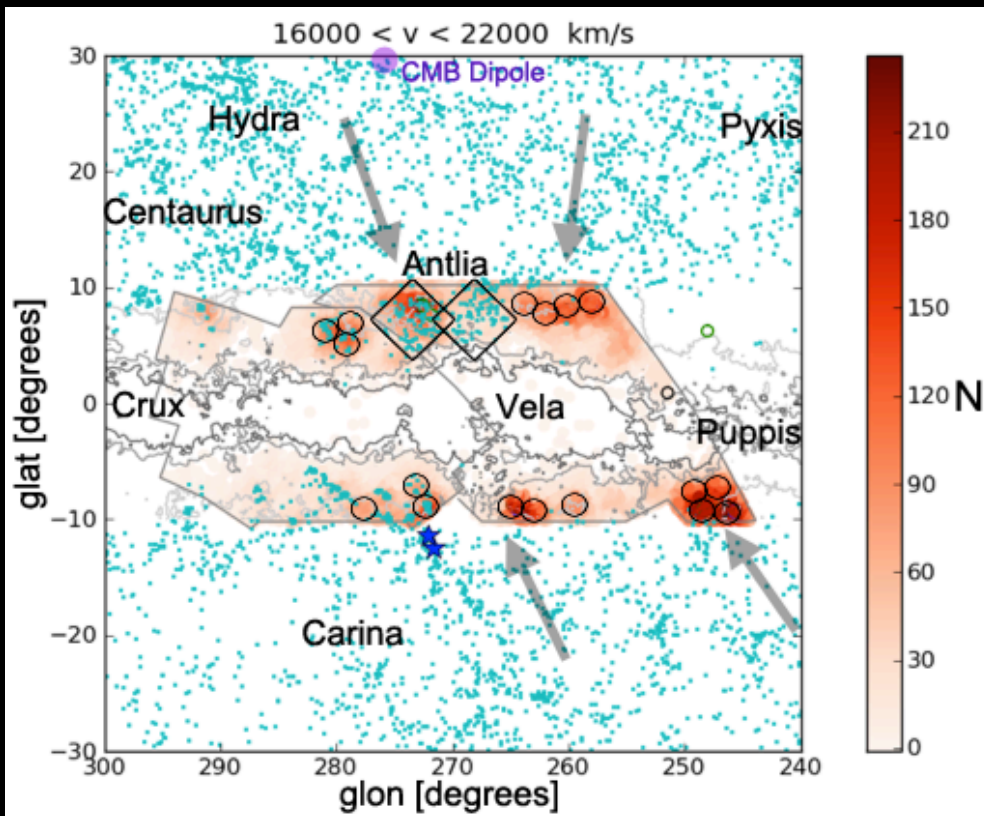 16000 < v < 22000 km/s
30
CMB Dipole
Hydra
Pyxis
210
20
180
Centaurus
Antlia
10
150
glat [degrees]
0
Crux
Vela
120 N
Puppis
90
−10
60
−20
Carina
30
−30
0
300 290 280 270 260 250 240
glon [degrees]